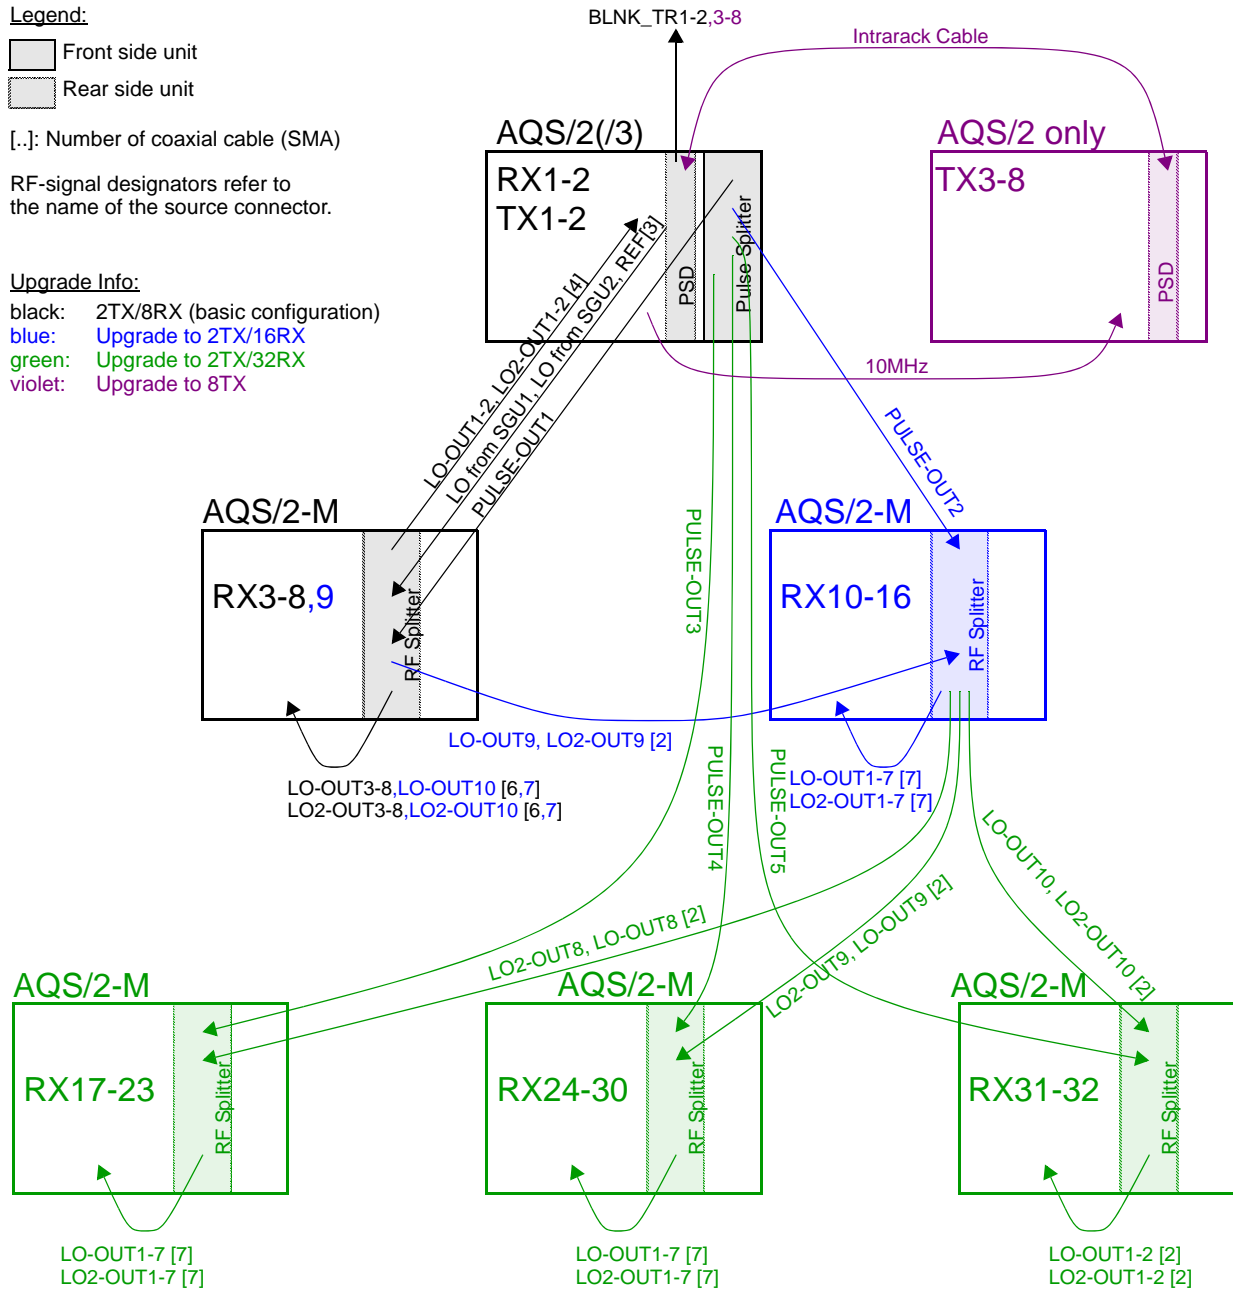 Legend:
Front side unit
Rear side unit
[..]: Number of coaxial cable (SMA)
RF-signal designators refer to
the name of the source connector.
Upgrade Info:
black: 2TX/8RX (basic configuration)
blue: Upgrade to 2TX/16RX
green: Upgrade to 2TX/32RX
violet: Upgrade to 8TX
BLNK_TR1-2,3-8
Intrarack Cable
AQS/2(/3)
RX1-2
TX1-2
PSD
Pulse Splitter
AQS/2 only
TX3-8
PSD
10MHz
LO-OUT1-2, LO2-OUT1-2 [4]
LO from SGU1, LO from SGU2, REF[3]
PULSE-OUT1
PULSE-OUT2
PULSE-OUT3
PULSE-OUT4
PULSE-OUT5
AQS/2-M
RX3-8,9
RF Splitter
AQS/2-M
RX10-16
RF Splitter
LO-OUT9, LO2-OUT9 [2]
LO-OUT3-8,LO-OUT10 [6,7]
LO2-OUT3-8,LO2-OUT10 [6,7]
LO-OUT1-7 [7]
LO2-OUT1-7 [7]
LO2-OUT8, LO-OUT8 [2]
LO2-OUT9, LO-OUT9 [2]
LO-OUT10, LO2-OUT10 [2]
AQS/2-M
RX17-23
RF Splitter
LO-OUT1-7 [7]
LO2-OUT1-7 [7]
AQS/2-M
RX24-30
RF Splitter
LO-OUT1-7 [7]
LO2-OUT1-7 [7]
AQS/2-M
RX31-32
RF Splitter
LO-OUT1-2 [2]
LO2-OUT1-2 [2]